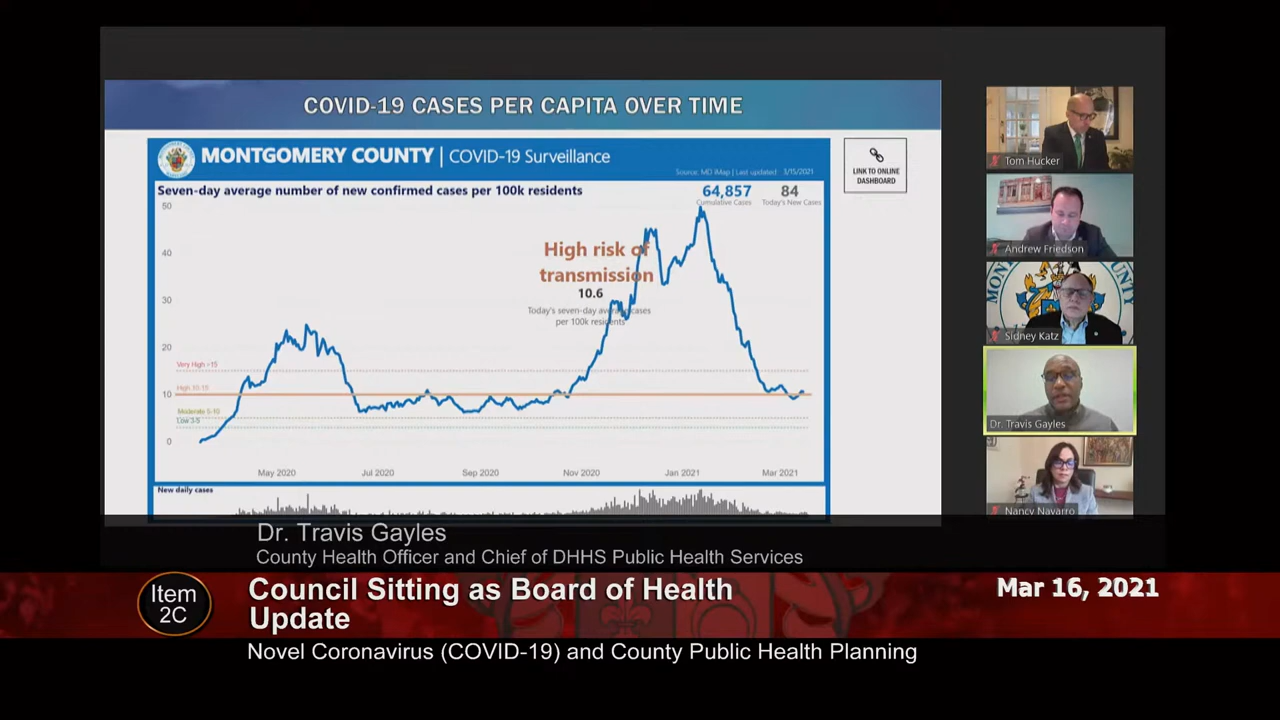 COVID-19 CASES PER CAPITA OVER TIME
MONTGOMERY COUNTY | COVID-19 Surveillance
Source: MD iMap | Last updated 3/15/2021
Seven-day average number of new confirmed cases per 100k residents
64,857
Cumulative Cases
84
Today's New Cases
LINK TO ONLINE
DASHBOARD
50
40
30
20
10
0
High risk of
transmission
10.6
Today's seven-day average cases
per 100k residents
Very High >15
High 10-15
Moderate 5-10
Low 3-5
May 2020
Jul 2020
Sep 2020
Nov 2020
Jan 2021
Mar 2021
New daily cases
Tom Hucker
Andrew Friedson
Sidney Katz
Dr. Travis Gayles
Nancy Navarro
Dr. Travis Gayles
County Health Officer and Chief of DHHS Public Health Services
Item
2C
Council Sitting as Board of Health
Update
Mar 16, 2021
Novel Coronavirus (COVID-19) and County Public Health Planning